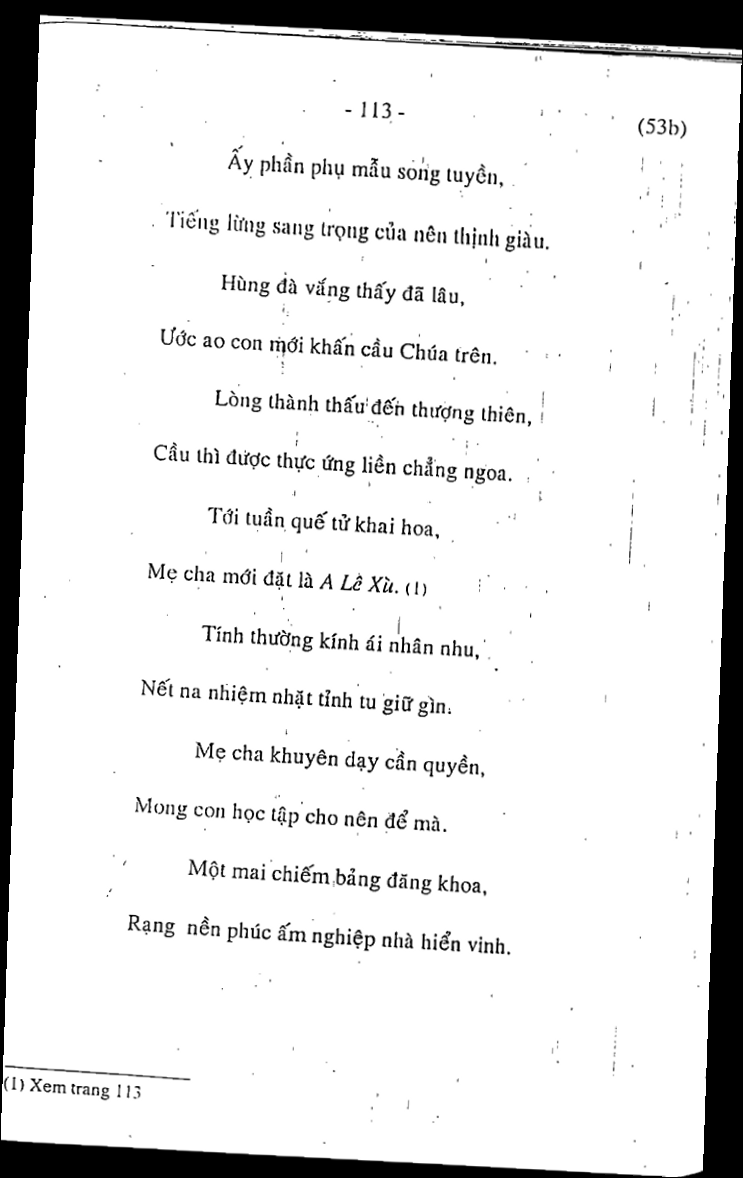 - 113 -
(53b)
Ấy phần phụ mẫu song tuyền,
Tiếng lừng sang trọng của nên thịnh giàu.
Hùng đà vắng thấy đã lâu,
Ước ao con mới khấn cầu Chúa trên.
Lòng thành thấu đến thượng thiên,
Cầu thì được thực ứng liền chẳng ngoa.
Tới tuần quế tử khai hoa,
Mẹ cha mới đặt là A Lê Xù. (1)
Tính thường kính ái nhân nhu,
Nết na nhiệm nhặt tỉnh tu giữ gìn.
Mẹ cha khuyên dạy cần quyền,
Mong con học tập cho nên để mà.
Một mai chiếm bảng đăng khoa,
Rạng nền phúc ấm nghiệp nhà hiển vinh.
(1) Xem trang 113